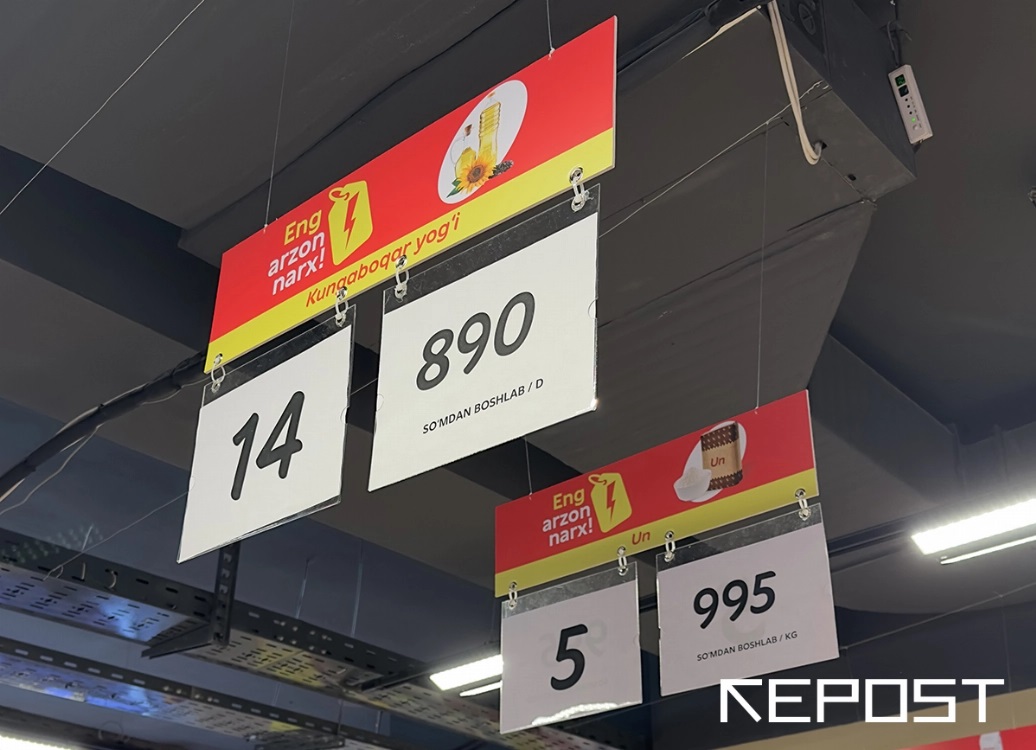 Eng
arzon
narx!
Kungaboqar yog'i
14
890
SO'MDAN BOSHLAB / D
Eng
arzon
narx!
Un
Un
5
995
SO'MDAN BOSHLAB / KG
REPOST